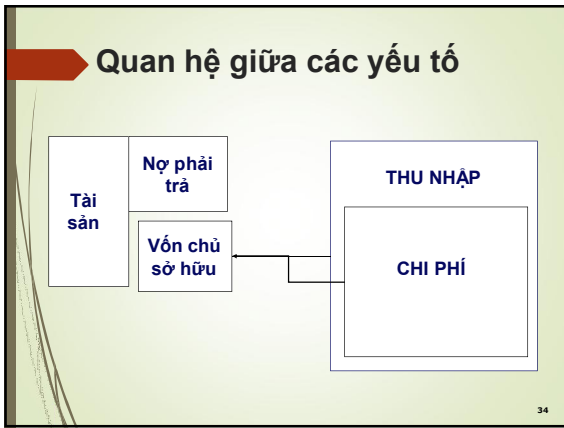 Quan hệ giữa các yếu tố
Nợ phải
trả
Tài
sản
Vốn chủ
sở hữu
THU NHẬP
CHI PHÍ
34